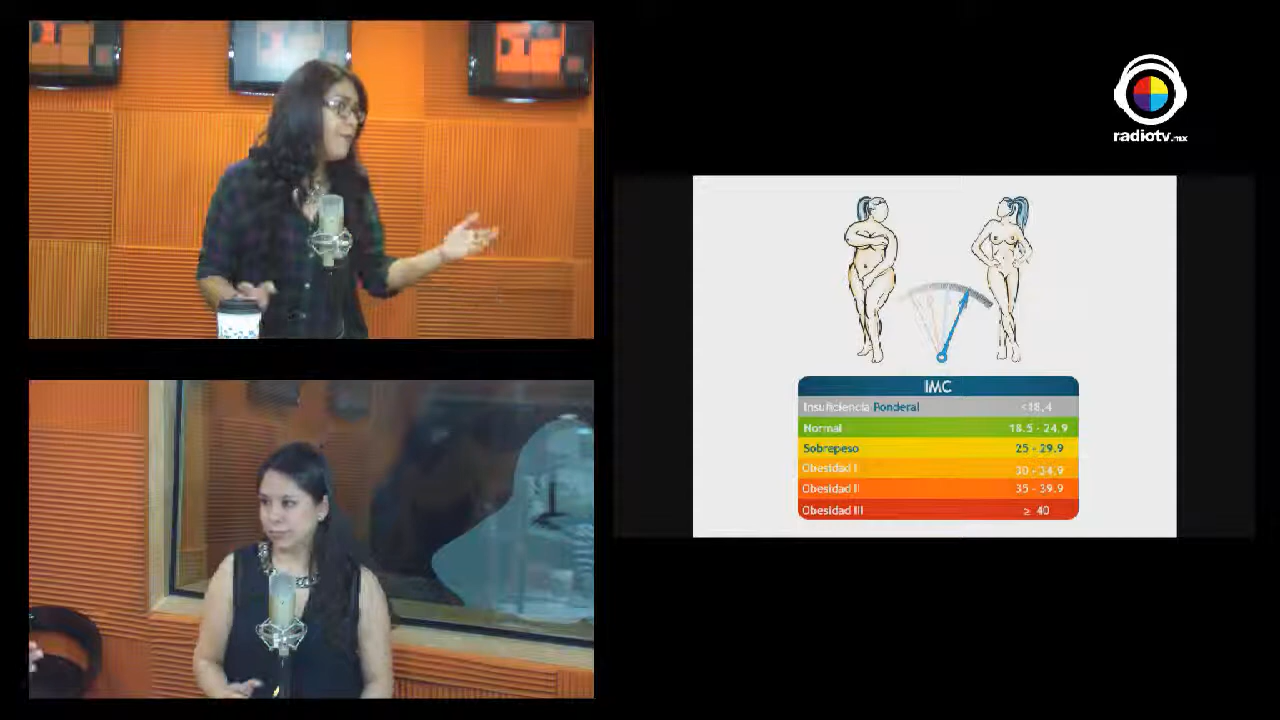 radiotv.mx
IMC
Insuficiencia Ponderal <18.4
Normal 18.5 - 24.9
Sobrepeso 25 - 29.9
Obesidad I 30 - 34.9
Obesidad II 35 - 39.9
Obesidad III ≥ 40